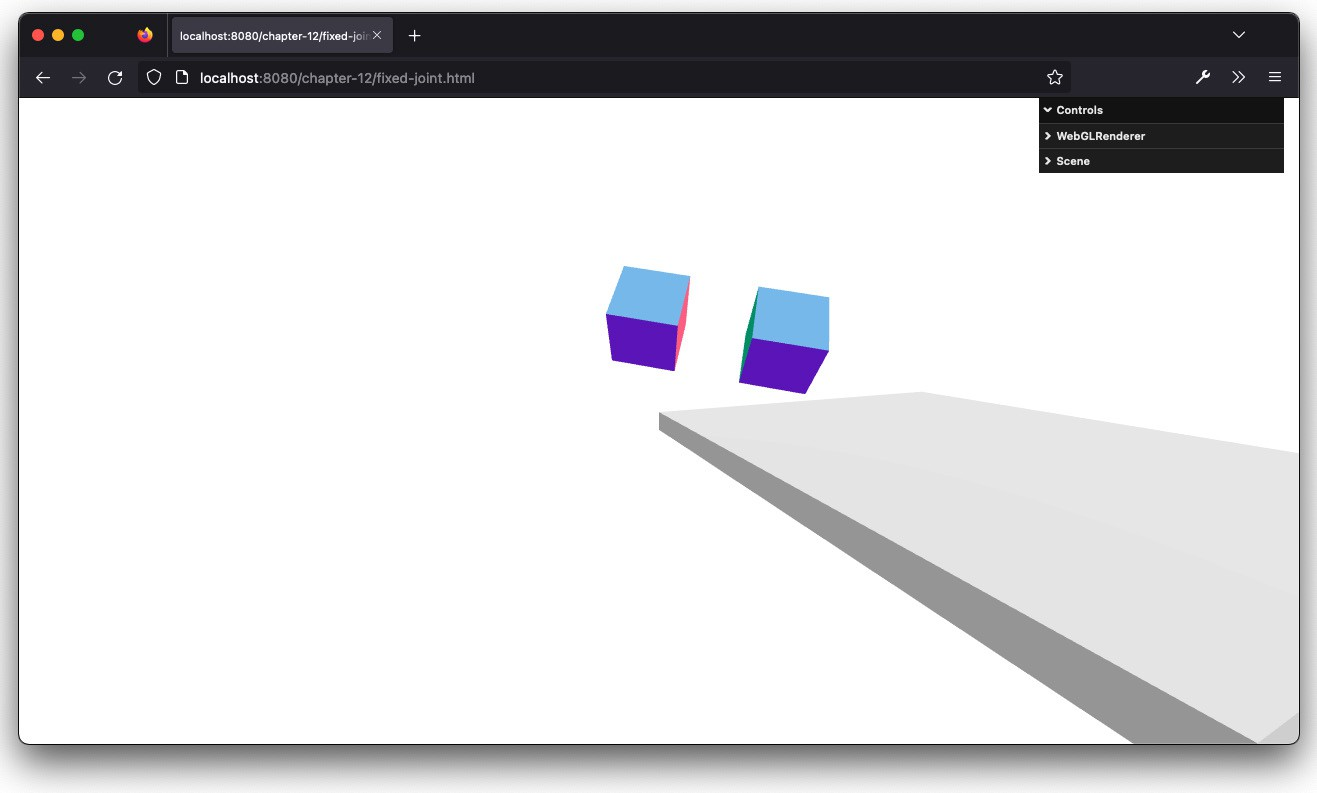 localhost:8080/chapter-12/fixed-joi
localhost:8080/chapter-12/fixed-joint.html
Controls
WebGLRenderer
Scene